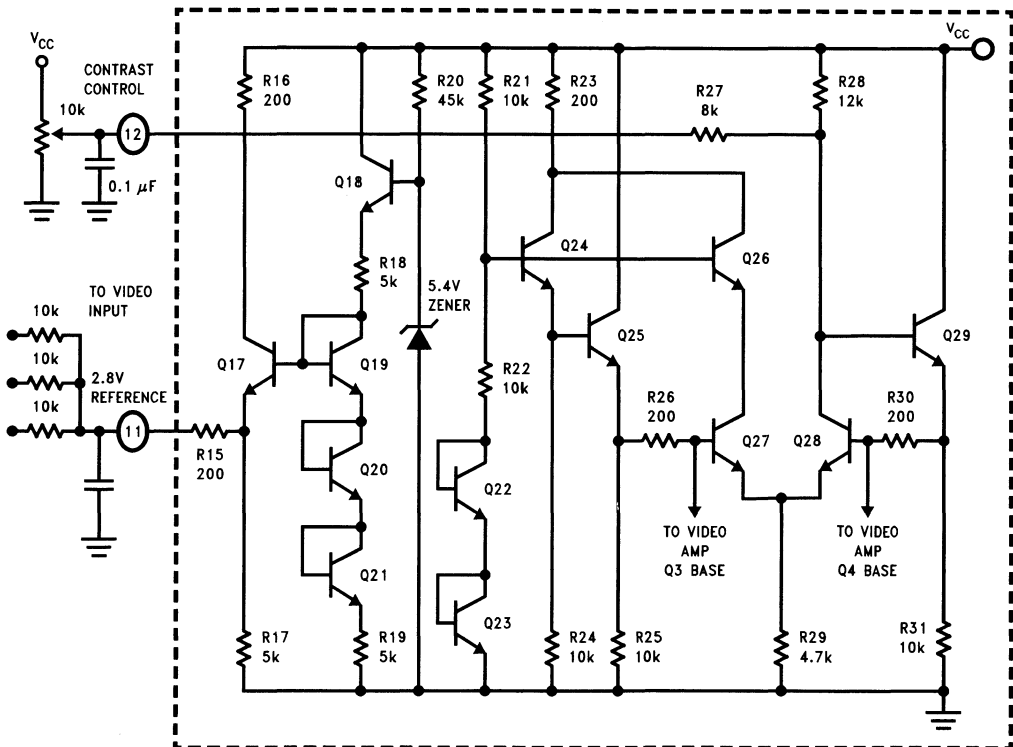 VCC
CONTRAST
CONTROL
10k
12
0.1 μF
R16
200
R20
45k
R21
10k
R23
200
R27
8k
R28
12k
VCC
Q18
R18
5k
5.4V
ZENER
Q24
Q26
Q25
Q29
TO VIDEO
INPUT
10k
10k
10k
2.8V
REFERENCE
11
R15
200
Q17
Q19
Q20
Q21
R22
10k
Q22
Q23
R26
200
Q27
Q28
R30
200
TO VIDEO
AMP
Q3 BASE
TO VIDEO
AMP
Q4 BASE
R17
5k
R19
5k
R24
10k
R25
10k
R29
4.7k
R31
10k